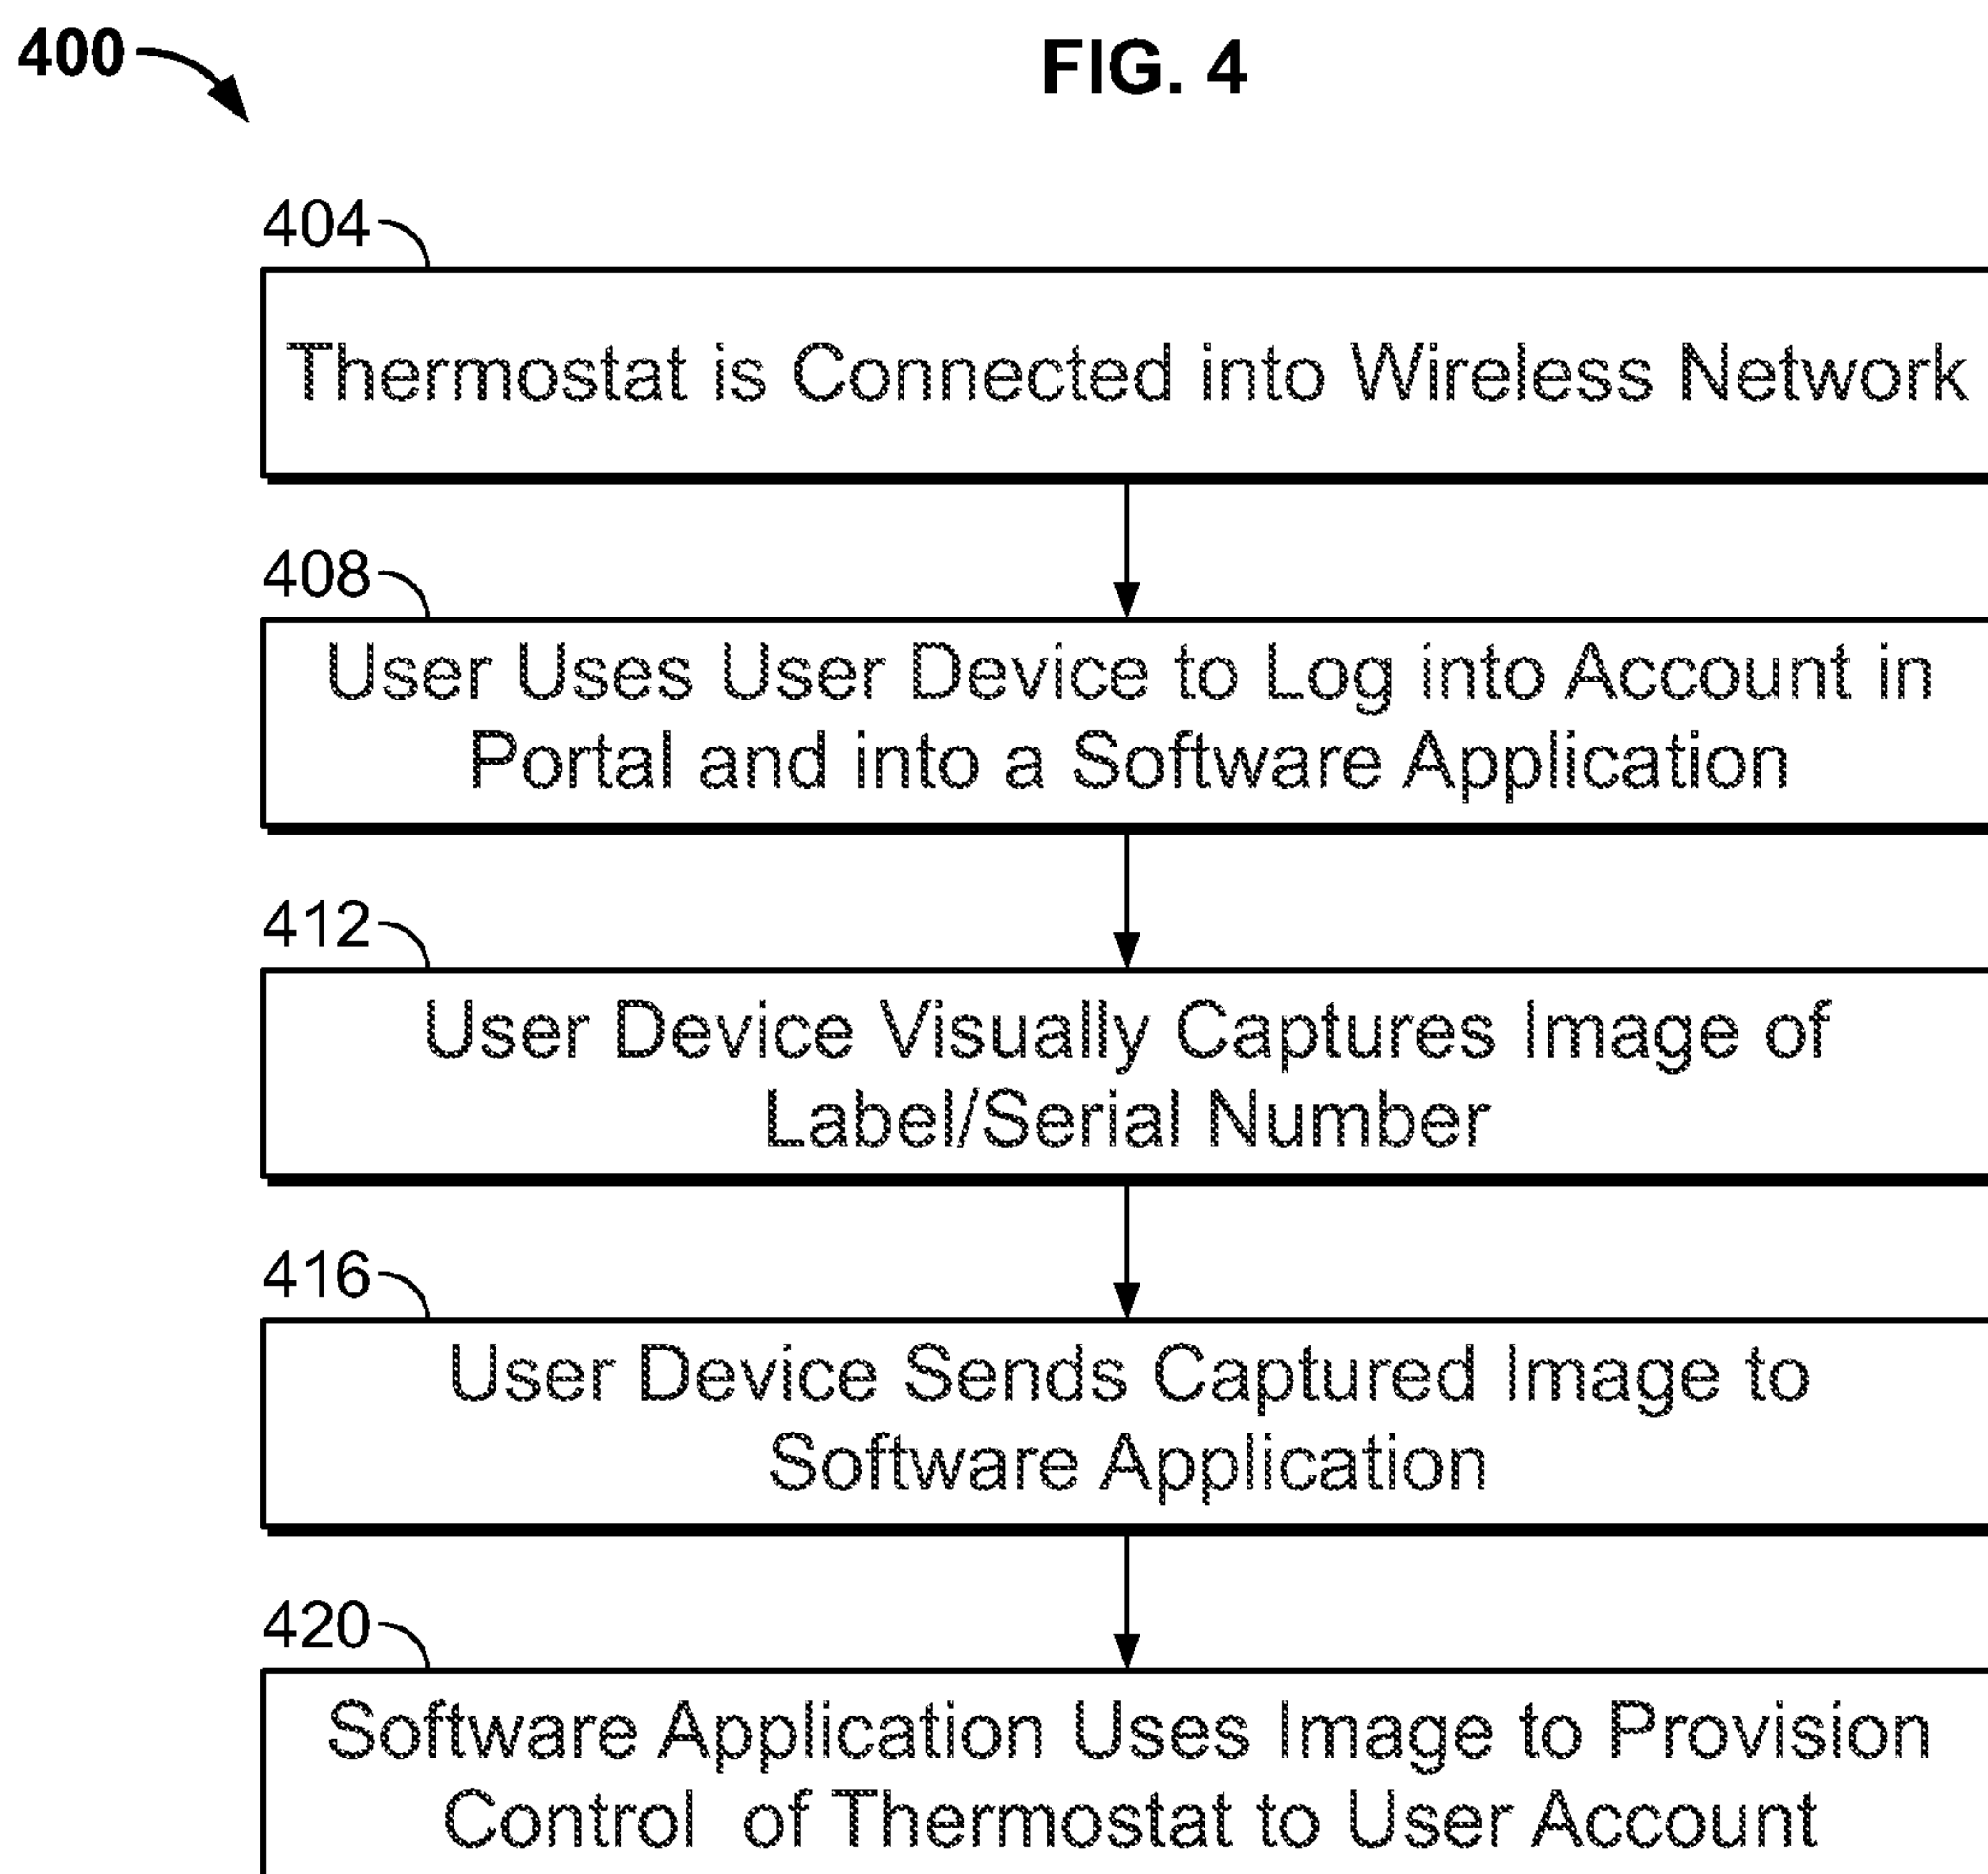 400
FIG. 4
404
Thermostat is Connected into Wireless Network
408
User Uses User Device to Log into Account in
Portal and into a Software Application
412
User Device Visually Captures Image of
Label/Serial Number
416
User Device Sends Captured Image to
Software Application
420
Software Application Uses Image to Provision
Control of Thermostat to User Account